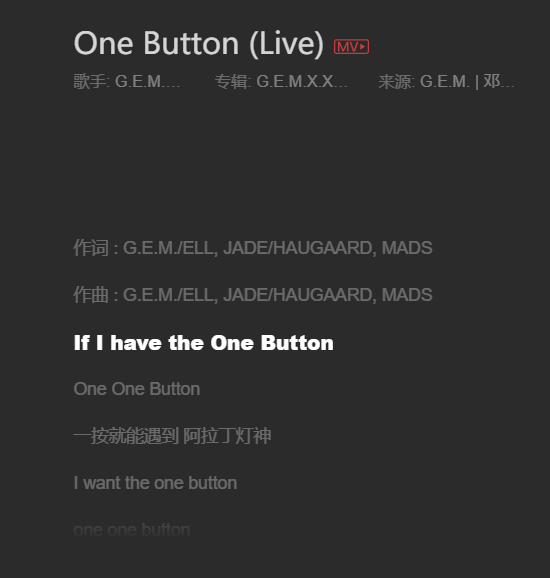 One Button (Live) MV
歌手: G.E.M.... 专辑: G.E.M.X.X... 来源: G.E.M. | 邓...
作词 : G.E.M./ELL, JADE/HAUGAARD, MADS
作曲 : G.E.M./ELL, JADE/HAUGAARD, MADS
If I have the One Button
One One Button
一按就能遇到 阿拉丁灯神
I want the one button
one one button